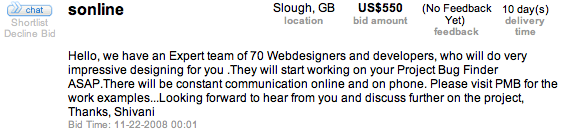 chat
Shortlist
Decline Bid
sonline
Slough, GB
location
US$550
bid amount
(No Feedback
Yet)
feedback
10 day(s)
delivery
time
Hello, we have an Expert team of 70 Webdesigners and developers, who will do very
impressive designing for you .They will start working on your Project Bug Finder
ASAP.There will be constant communication online and on phone. Please visit PMB for the
work examples...Looking forward to hear from you and discuss further on the project,
Thanks, Shivani
Bid Time: 11-22-2008 00:01